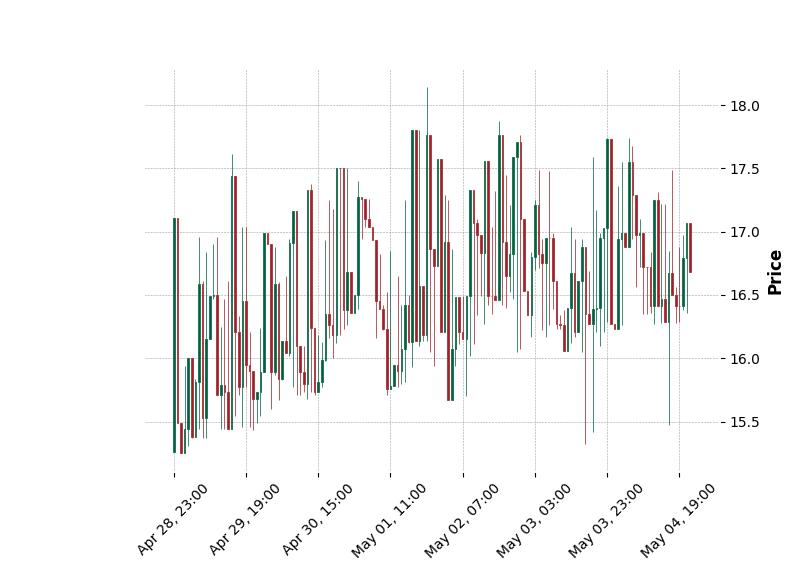 18.0
17.5
17.0
16.5
16.0
15.5
Price
Apr 28, 23:00
Apr 29, 19:00
Apr 30, 15:00
May 01, 11:00
May 02, 07:00
May 03, 03:00
May 03, 23:00
May 04, 19:00